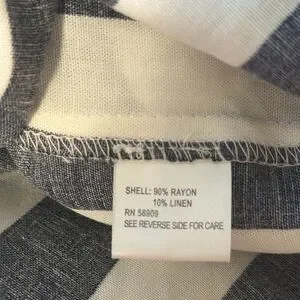 SHELL: 90% RAYON
10% LINEN
RN 58909
SEE REVERSE SIDE FOR CARE